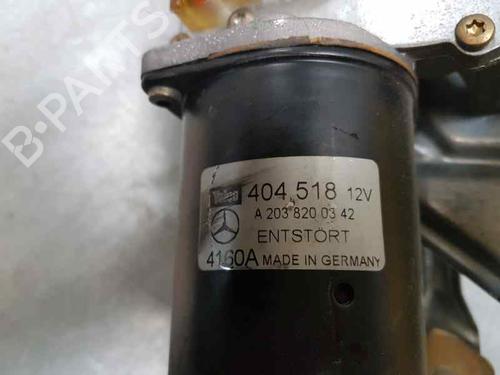 B-PARTS
Valeo 404.518 12V
A 203 820 03 42
ENTSTÖRT
4160A MADE IN GERMANY